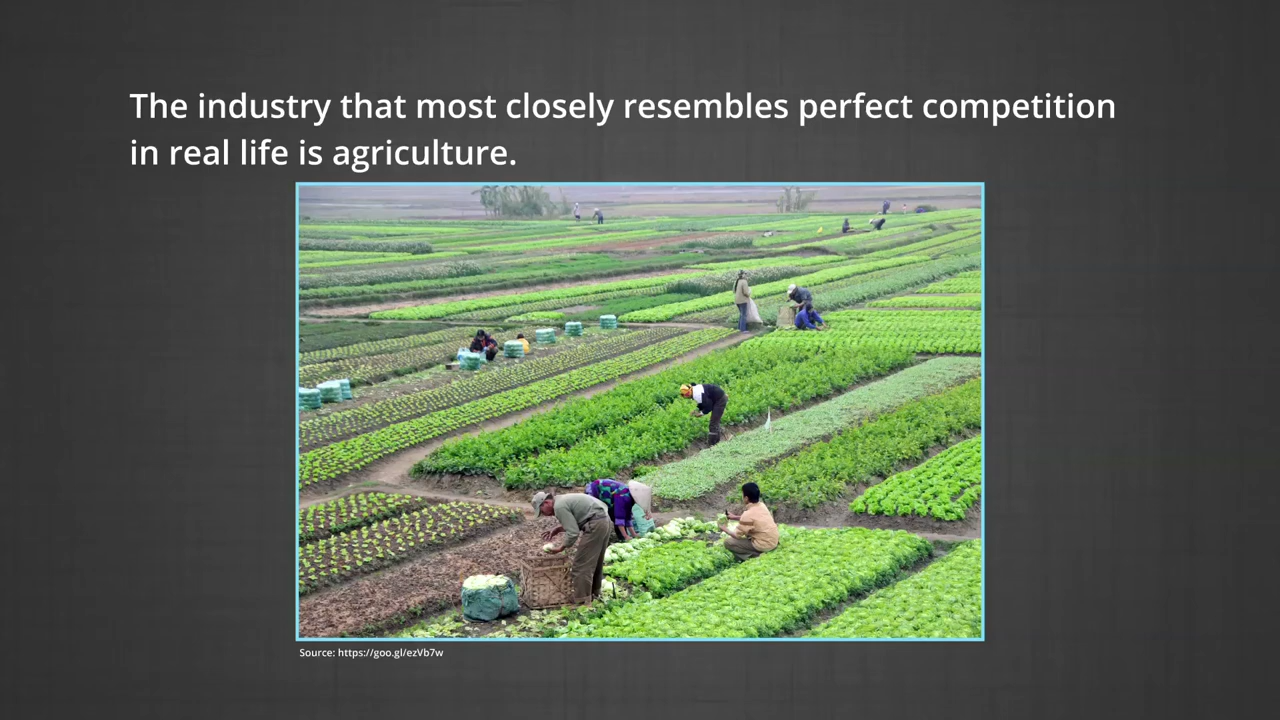 The industry that most closely resembles perfect competition
in real life is agriculture.
Source: https://goo.gl/ezVb7w